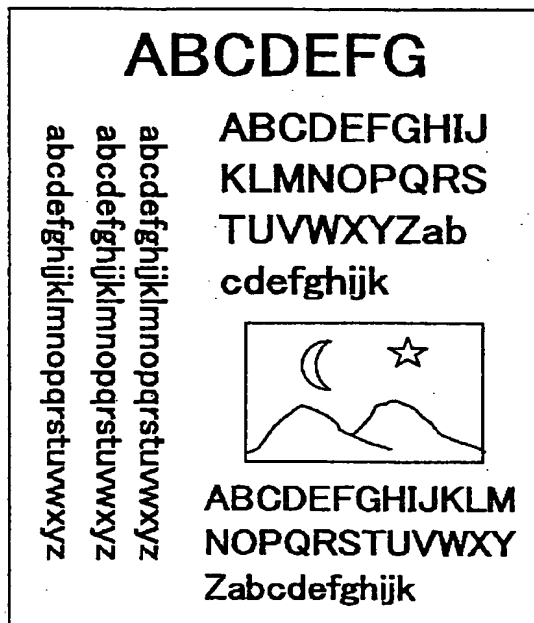 ABCDEFG
ABCDEFGHIJ
KLMNOPQRS
TUVWXYZab
cdefghijk
abcdefghijklmnopqrstuvwxyz
abcdefghijklmnopqrstuvwxyz
abcdefghijklmnopqrstuvwxyz
ABCDEFGHIJKLM
NOPQRSTUVWXY
Zabcdefghijk